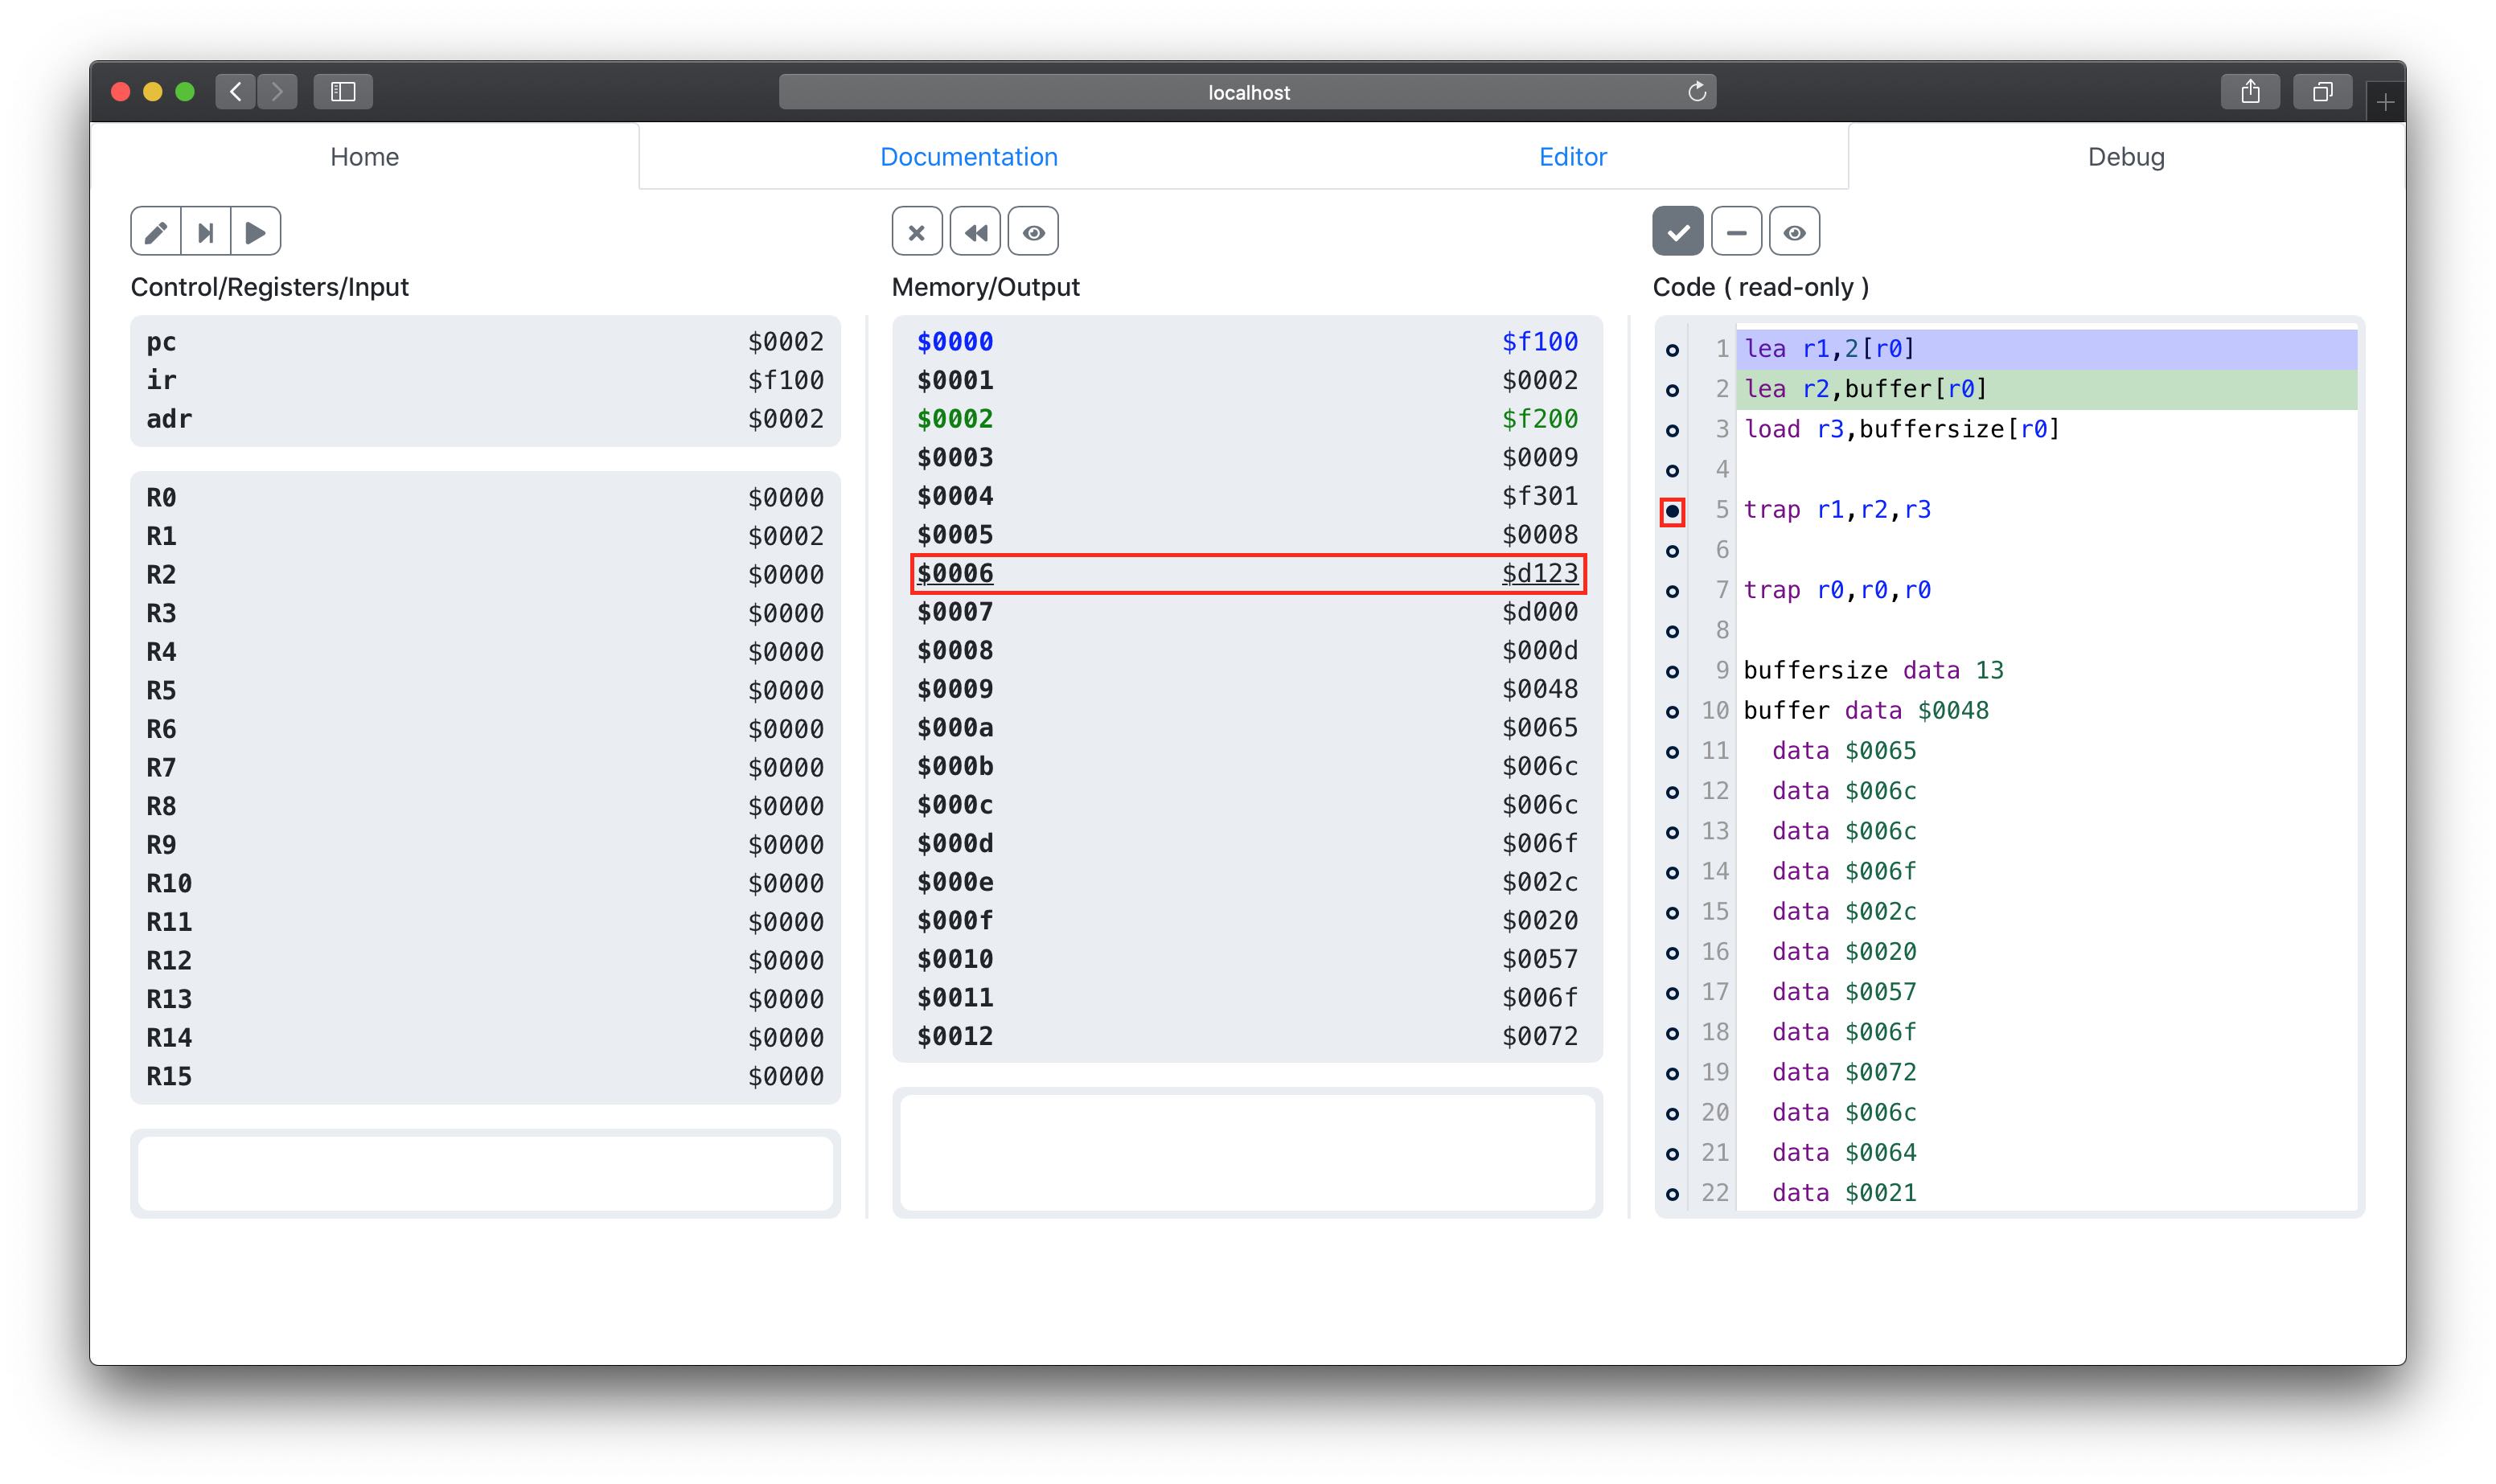 localhost
Home Documentation Editor Debug
Control/Registers/Input
pc $0002
ir $f100
adr $0002
R0 $0000
R1 $0002
R2 $0000
R3 $0000
R4 $0000
R5 $0000
R6 $0000
R7 $0000
R8 $0000
R9 $0000
R10 $0000
R11 $0000
R12 $0000
R13 $0000
R14 $0000
R15 $0000
Memory/Output
$0000 $f100
$0001 $0002
$0002 $f200
$0003 $0009
$0004 $f301
$0005 $0008
$0006 $d123
$0007 $d000
$0008 $000d
$0009 $0048
$000a $0065
$000b $006c
$000c $006c
$000d $006f
$000e $002c
$000f $0020
$0010 $0057
$0011 $006f
$0012 $0072
Code ( read-only )
1 lea r1,2[r0]
2 lea r2,buffer[r0]
3 load r3,buffersize[r0]
4
5 trap r1,r2,r3
6
7 trap r0,r0,r0
8
9 buffersize data 13
10 buffer data $0048
11 data $0065
12 data $006c
13 data $006c
14 data $006f
15 data $002c
16 data $0020
17 data $0057
18 data $006f
19 data $0072
20 data $006c
21 data $0064
22 data $0021